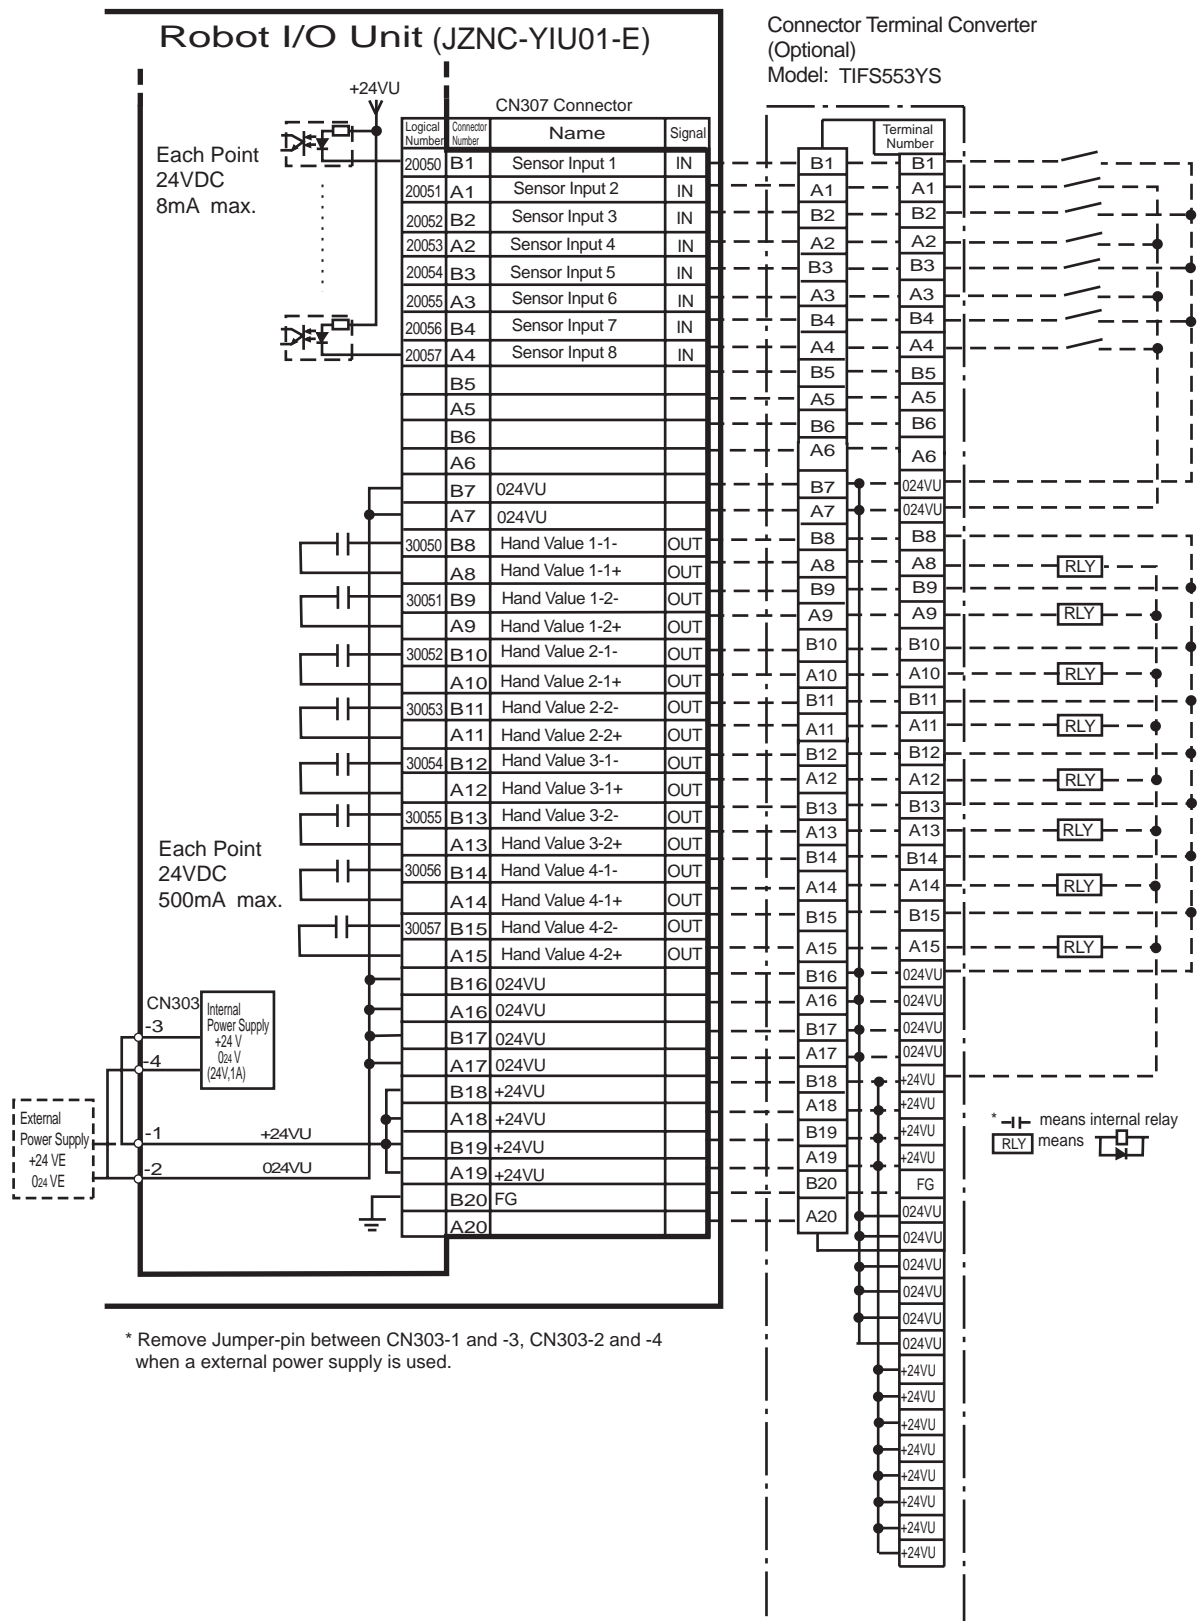 Robot I/O Unit (JZNC-YIU01-E)
Connector Terminal Converter
(Optional)
Model: TIFS553YS
+24VU
CN307 Connector
Logical Number Connector Number Name Signal
Terminal Number
Each Point
24VDC
8mA max.
20050 B1 Sensor Input 1 IN B1 B1
20051 A1 Sensor Input 2 IN A1 A1
20052 B2 Sensor Input 3 IN B2 B2
20053 A2 Sensor Input 4 IN A2 A2
20054 B3 Sensor Input 5 IN B3 B3
20055 A3 Sensor Input 6 IN A3 A3
20056 B4 Sensor Input 7 IN B4 B4
20057 A4 Sensor Input 8 IN A4 A4
B5 B5 B5
A5 A5 A5
B6 B6 B6
A6 A6 A6
B7 024VU B7 024VU
A7 024VU A7 024VU
30050 B8 Hand Value 1-1- OUT B8 B8
A8 Hand Value 1-1+ OUT A8 A8 RLY
30051 B9 Hand Value 1-2- OUT B9 B9
A9 Hand Value 1-2+ OUT A9 A9 RLY
30052 B10 Hand Value 2-1- OUT B10 B10
A10 Hand Value 2-1+ OUT A10 A10 RLY
30053 B11 Hand Value 2-2- OUT B11 B11
A11 Hand Value 2-2+ OUT A11 A11 RLY
30054 B12 Hand Value 3-1- OUT B12 B12
A12 Hand Value 3-1+ OUT A12 A12 RLY
30055 B13 Hand Value 3-2- OUT B13 B13
A13 Hand Value 3-2+ OUT A13 A13 RLY
30056 B14 Hand Value 4-1- OUT B14 B14
A14 Hand Value 4-1+ OUT A14 A14 RLY
30057 B15 Hand Value 4-2- OUT B15 B15
A15 Hand Value 4-2+ OUT A15 A15 RLY
B16 024VU B16 024VU
A16 024VU A16 024VU
B17 024VU B17 024VU
A17 024VU A17 024VU
B18 +24VU B18 +24VU
A18 +24VU A18 +24VU
B19 +24VU B19 +24VU
A19 +24VU A19 +24VU
B20 FG B20 FG
A20 A20 024VU
024VU
024VU
024VU
024VU
024VU
+24VU
+24VU
+24VU
+24VU
+24VU
+24VU
+24VU
+24VU
Each Point
24VDC
500mA max.
CN303
-3
-4
Internal
Power Supply
+24 V
024 V
(24V,1A)
External
Power Supply
+24 VE
024 VE
-1 +24VU
-2 024VU
* means internal relay
RLY means
* Remove Jumper-pin between CN303-1 and -3, CN303-2 and -4
when a external power supply is used.